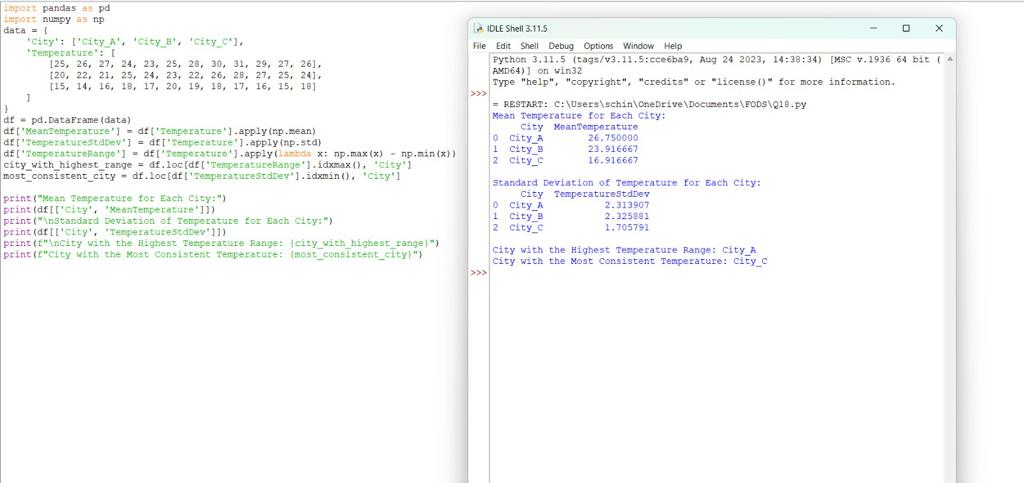 import pandas as pd
import numpy as np
data = {
    'City': ['City_A', 'City_B', 'City_C'],
    'Temperature': [
        [25, 26, 27, 24, 23, 25, 28, 30, 31, 29, 27, 26],
        [20, 22, 21, 25, 24, 23, 22, 26, 28, 27, 25, 24],
        [15, 14, 16, 18, 17, 20, 19, 18, 17, 16, 15, 18]
    ]
}
df = pd.DataFrame(data)
df['MeanTemperature'] = df['Temperature'].apply(np.mean)
df['TemperatureStdDev'] = df['Temperature'].apply(np.std)
df['TemperatureRange'] = df['Temperature'].apply(lambda x: np.max(x) - np.min(x))
city_with_highest_range = df.loc[df['TemperatureRange'].idxmax(), 'City']
most_consistent_city = df.loc[df['TemperatureStdDev'].idxmin(), 'City']
print("Mean Temperature for Each City:")
print(df[['City', 'MeanTemperature']])
print("\nStandard Deviation of Temperature for Each City:")
print(df[['City', 'TemperatureStdDev']])
print(f"\nCity with the Highest Temperature Range: {city_with_highest_range}")
print(f"City with the Most Consistent Temperature: {most_consistent_city}")
IDLE Shell 3.11.5
File Edit Shell Debug Options Window Help
Python 3.11.5 (tags/v3.11.5:cce6ba9, Aug 24 2023, 14:38:34) [MSC v.1936 64 bit (
AMD64)] on win32
Type "help", "copyright", "credits" or "license()" for more information.
>>>
= RESTART: C:\Users\schin\OneDrive\Documents\FODS\Q18.py
Mean Temperature for Each City:
     City  MeanTemperature
0  City_A        26.750000
1  City_B        23.916667
2  City_C        16.916667
Standard Deviation of Temperature for Each City:
     City  TemperatureStdDev
0  City_A           2.313907
1  City_B           2.325881
2  City_C           1.705791
City with the Highest Temperature Range: City_A
City with the Most Consistent Temperature: City_C
>>>